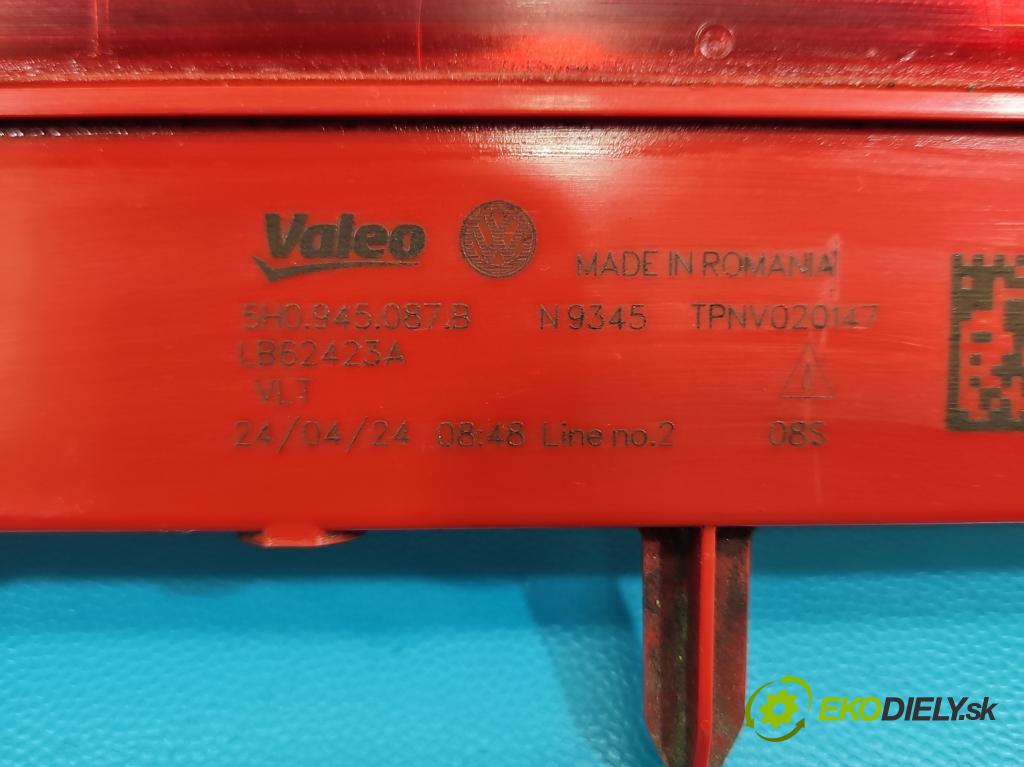 Valeo VW MADE IN ROMANIA
5H0.945.087.B N 9345 TPNV020147
LB62423A
VLT
24/04/24 08:48 Line no.2 08S
EKODIELY.sk